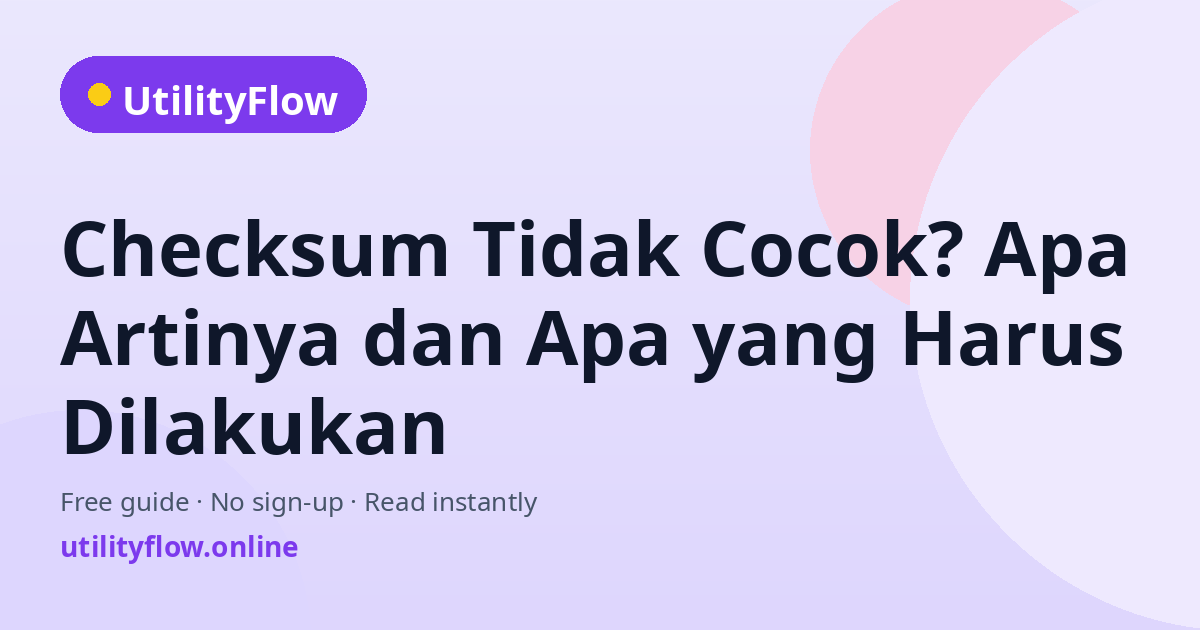 UtilityFlow
Checksum Tidak Cocok? Apa
Artinya dan Apa yang Harus
Dilakukan
Free guide · No sign-up · Read instantly
utilityflow.online